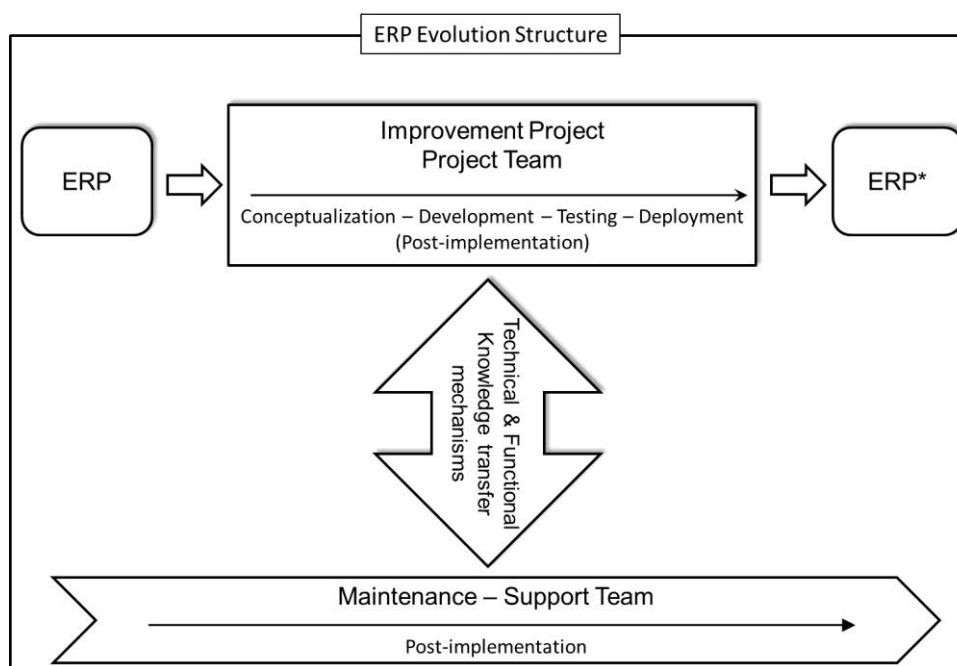 ERP Evolution Structure
Improvement Project
Project Team
ERP
ERP*
Conceptualization – Development – Testing – Deployment
(Post-implementation)
Technical & Functional
Knowledge transfer
mechanisms
Maintenance – Support Team
Post-implementation